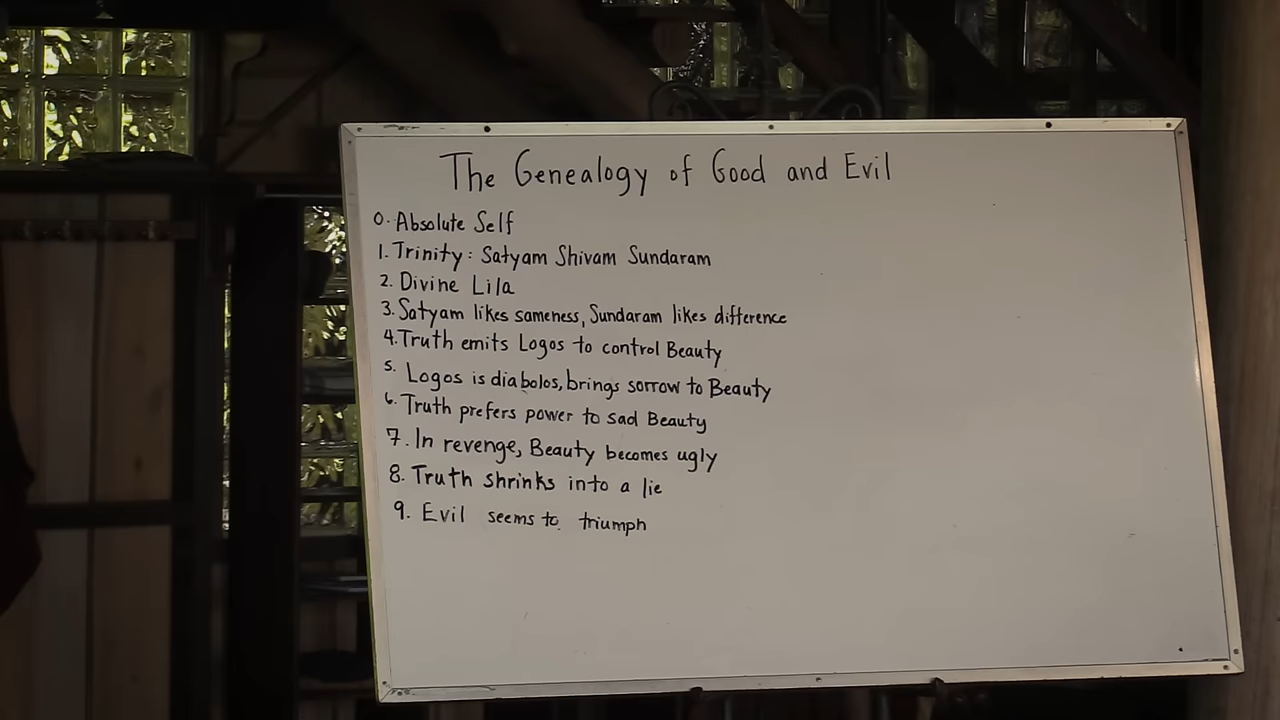 The Genealogy of Good and Evil
0. Absolute Self
1. Trinity: Satyam Shivam Sundaram
2. Divine Lila
3. Satyam likes sameness, Sundaram likes difference
4. Truth emits Logos to control Beauty
5. Logos is diabolos, brings sorrow to Beauty
6. Truth prefers power to sad Beauty
7. In revenge, Beauty becomes ugly
8. Truth shrinks into a lie
9. Evil seems to triumph